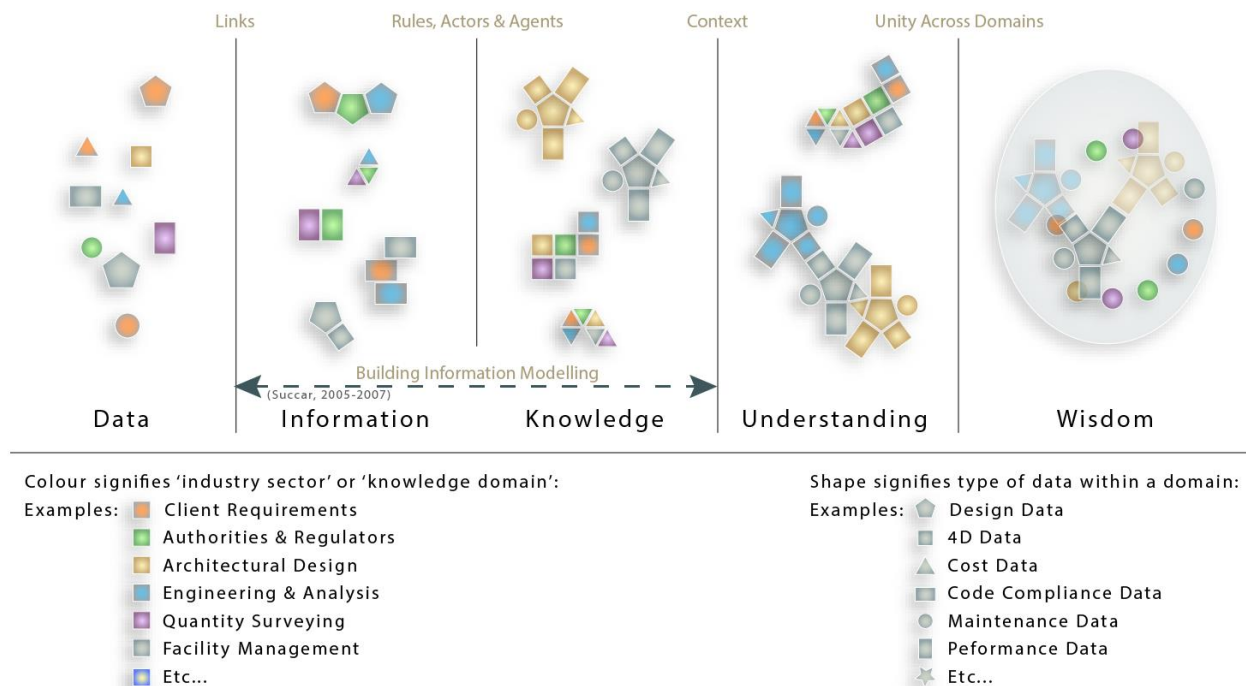 Links
Rules, Actors & Agents
Context
Unity Across Domains
Building Information Modelling
(Succar, 2005-2007)
Data
Information
Knowledge
Understanding
Wisdom
Colour signifies ‘industry sector’ or ‘knowledge domain’:
Examples:
Client Requirements
Authorities & Regulators
Architectural Design
Engineering & Analysis
Quantity Surveying
Facility Management
Etc...
Shape signifies type of data within a domain:
Examples:
Design Data
4D Data
Cost Data
Code Compliance Data
Maintenance Data
Peformance Data
Etc...